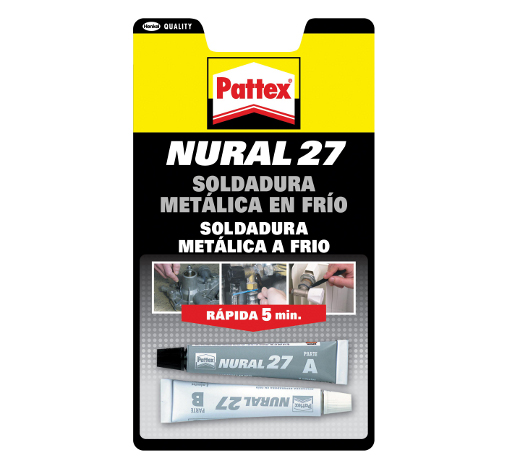 Henkel QUALITY
Pattex
NURAL 27
SOLDADURA
METÁLICA EN FRÍO
SOLDADURA
METÁLICA A FRIO
RÁPIDA 5 min.
Pattex
NURAL 27
PARTE
A
NURAL 27
PARTE
B